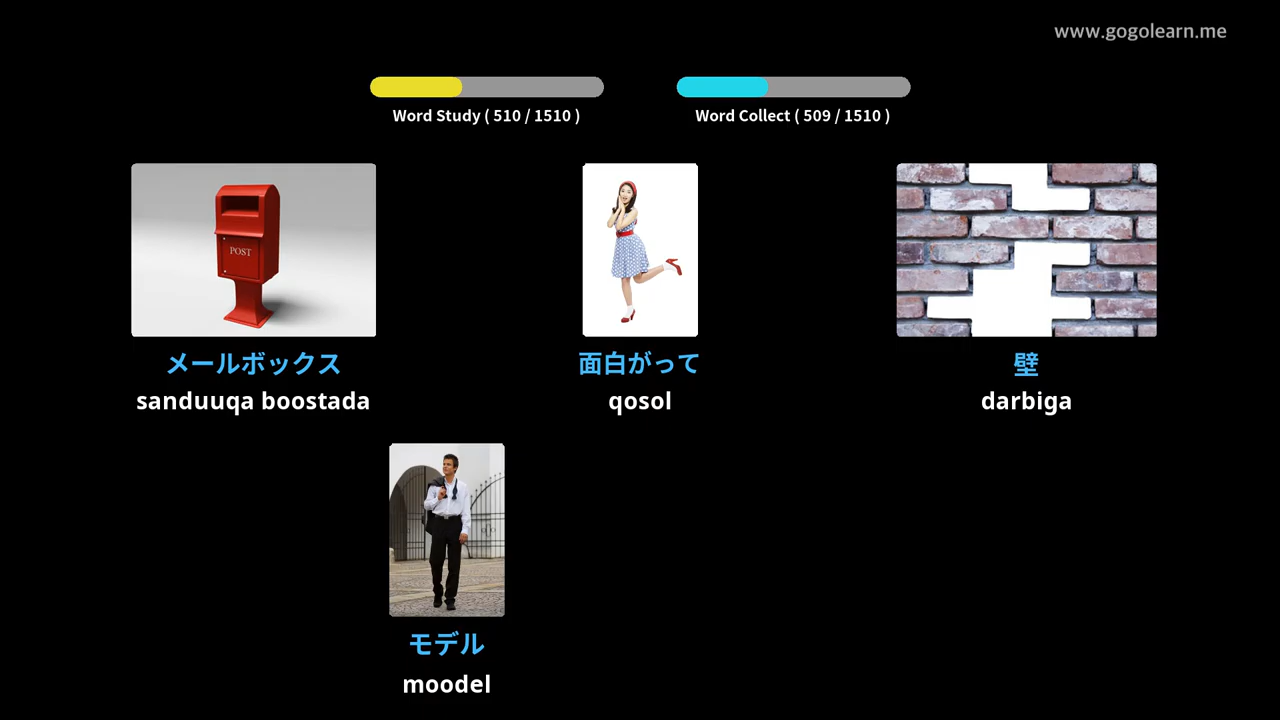 www.gogolearn.me
Word Study ( 510 / 1510 )
Word Collect ( 509 / 1510 )
POST
メールボックス
sanduuqa boostada
面白がって
qosol
壁
darbiga
モデル
moodel